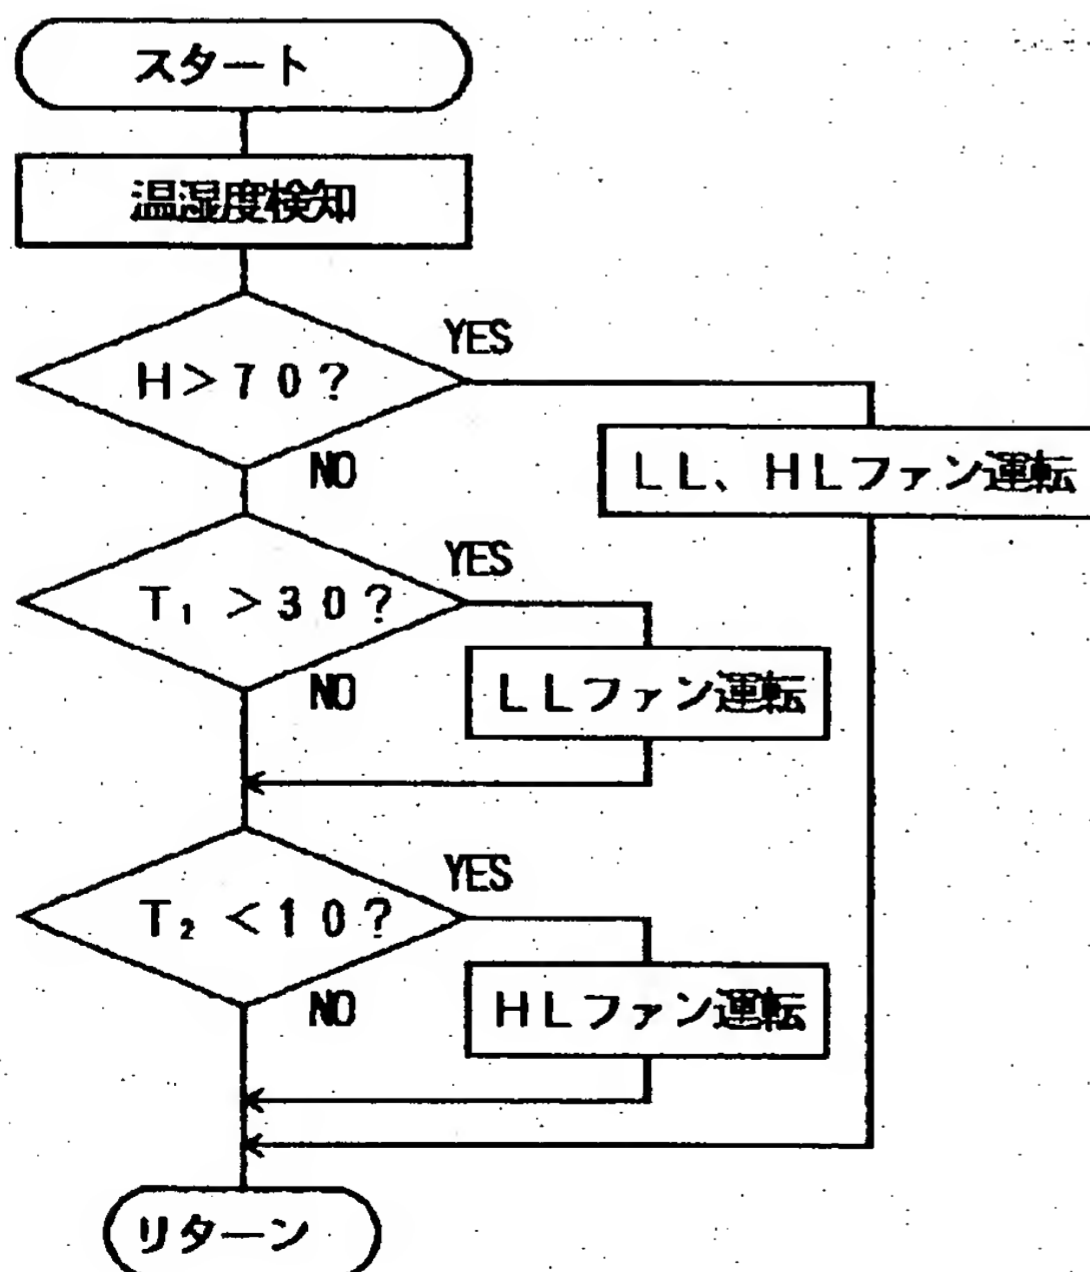 スタート
温湿度検知
H>70?
YES
NO
LL、HLファン運転
T₁>30?
YES
NO
LLファン運転
T₂<10?
YES
NO
HLファン運転
リターン